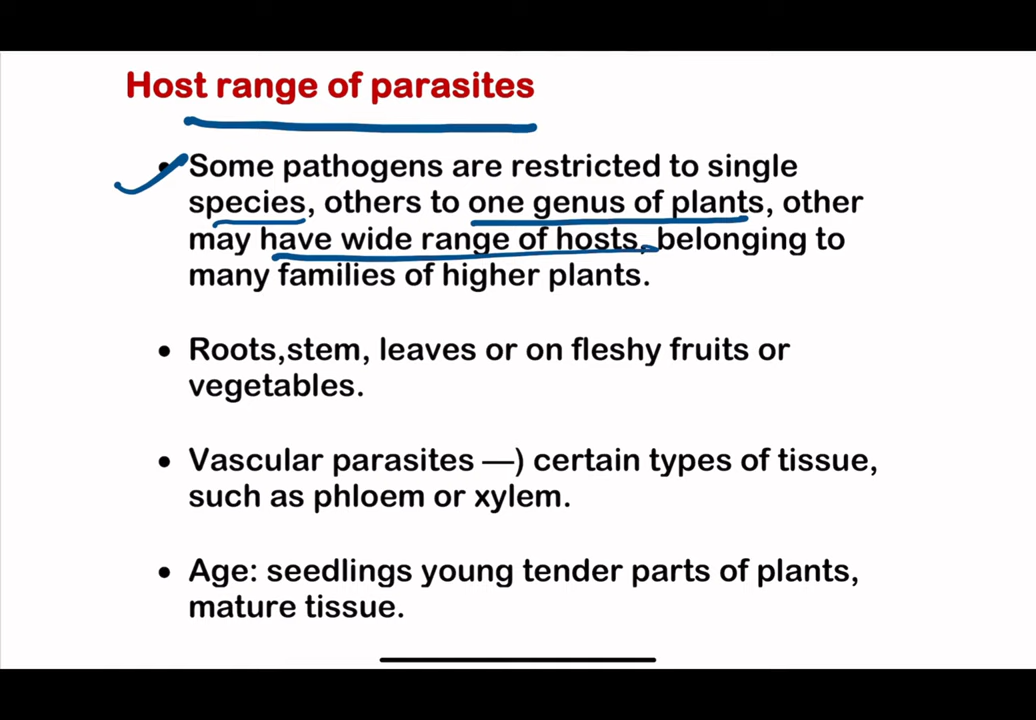 Host range of parasites
• Some pathogens are restricted to single
species, others to one genus of plants, other
may have wide range of hosts, belonging to
many families of higher plants.
• Roots,stem, leaves or on fleshy fruits or
vegetables.
• Vascular parasites —) certain types of tissue,
such as phloem or xylem.
• Age: seedlings young tender parts of plants,
mature tissue.